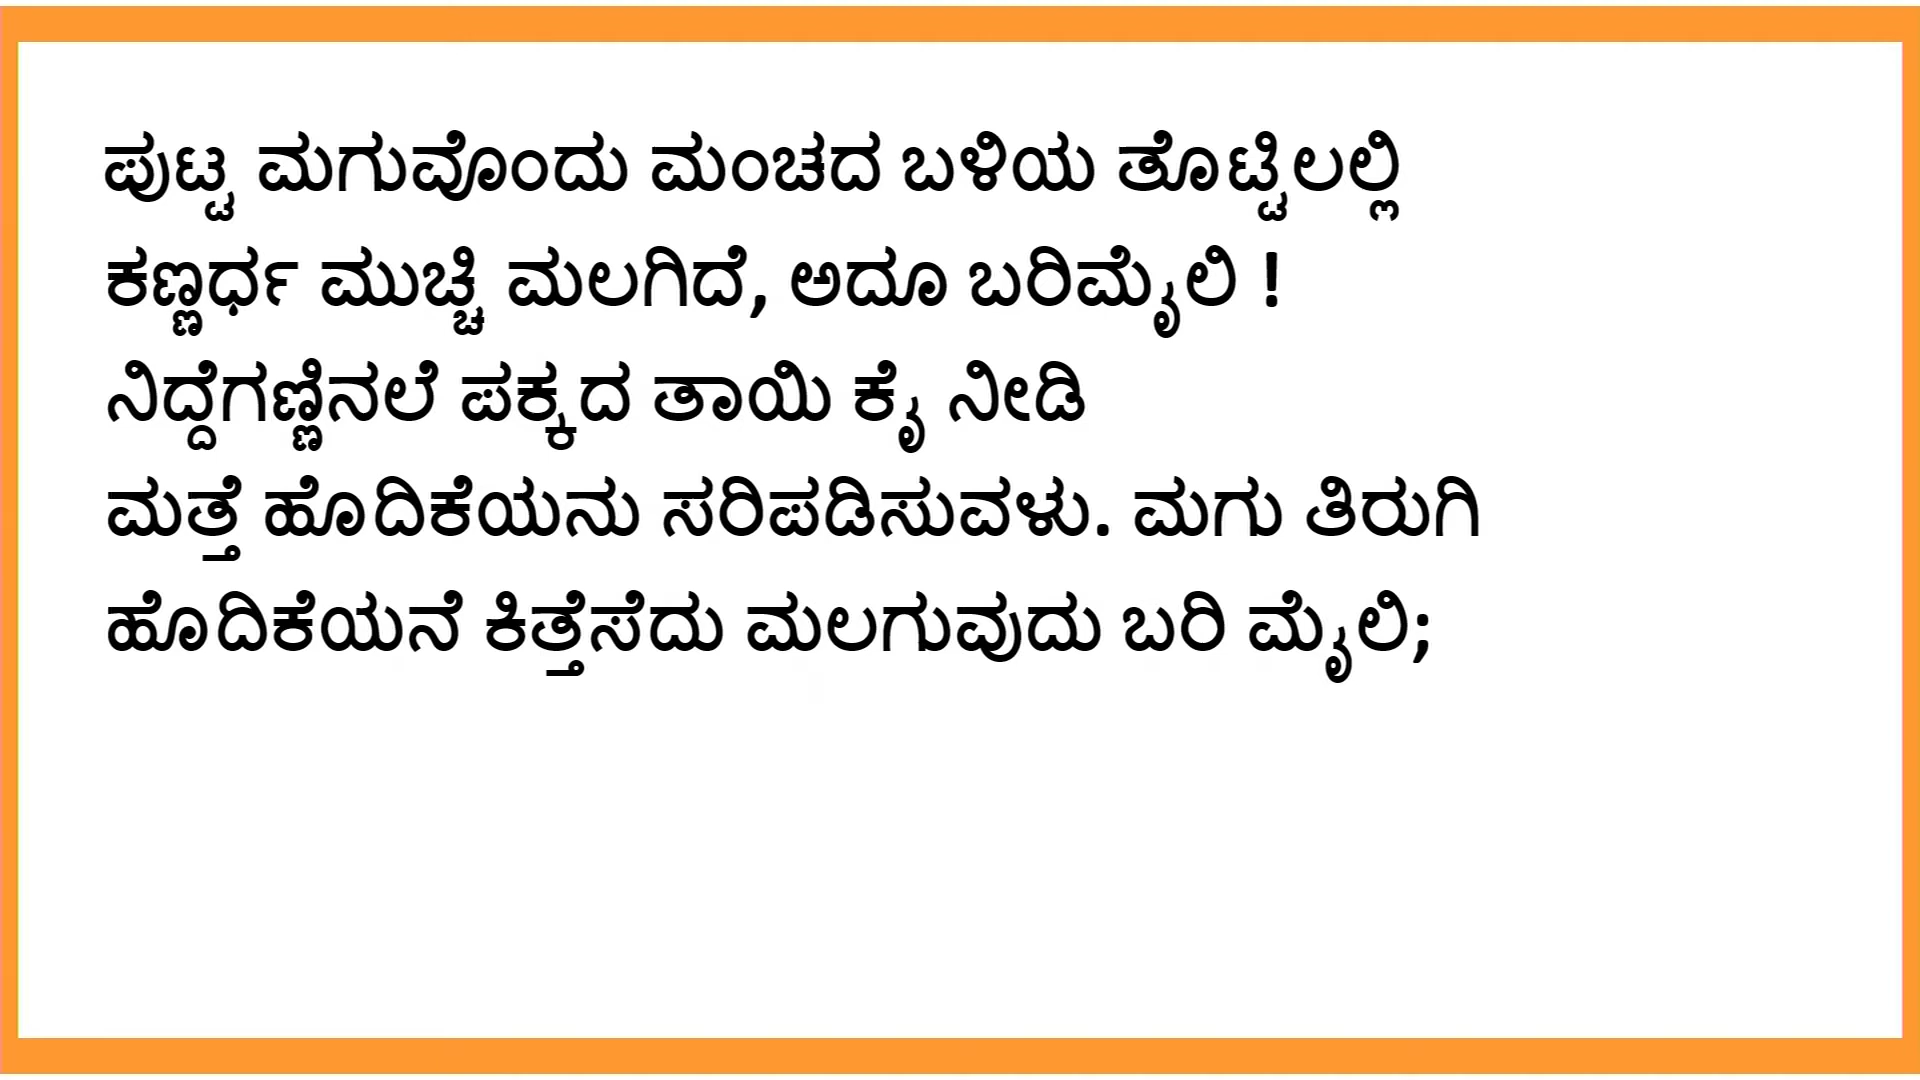 ಪುಟ್ಟ ಮಗುವೊಂದು ಮಂಚದ ಬಳಿಯ ತೊಟ್ಟಿಲಲ್ಲಿ
ಕಣ್ಣರ್ಧ ಮುಚ್ಚಿ ಮಲಗಿದೆ, ಅದೂ ಬರಿಮೈಲಿ !
ನಿದ್ದೆಗಣ್ಣಿನಲೆ ಪಕ್ಕದ ತಾಯಿ ಕೈ ನೀಡಿ
ಮತ್ತೆ ಹೊದಿಕೆಯನು ಸರಿಪಡಿಸುವಳು. ಮಗು ತಿರುಗಿ
ಹೊದಿಕೆಯನೆ ಕಿತ್ತೆಸೆದು ಮಲಗುವುದು ಬರಿ ಮೈಲಿ;